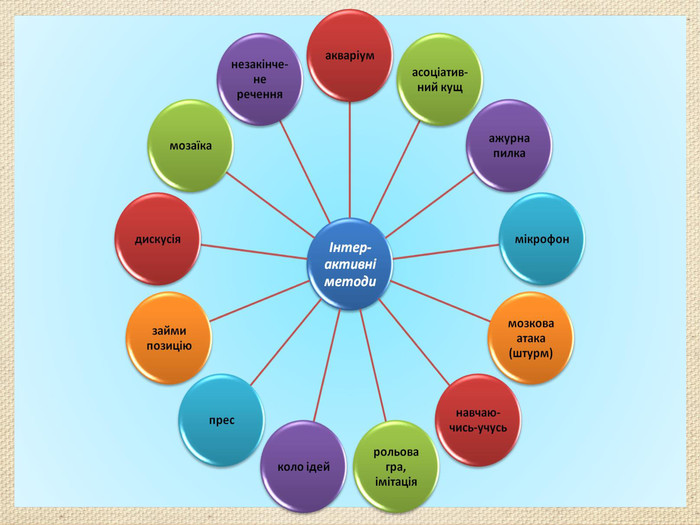 Інтер-
активні
методи
акваріум
асоціатив-
ний кущ
ажурна
пилка
мікрофон
мозкова
атака
(штурм)
навчаю-
чись-учусь
рольова
гра,
імітація
коло ідей
прес
займи
позицію
дискусія
мозаїка
незакінче-
не
речення